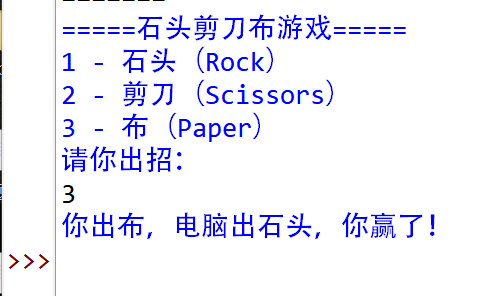 =====石头剪刀布游戏=====
1 - 石头（Rock）
2 - 剪刀（Scissors）
3 - 布（Paper）
请你出招：
3
你出布，电脑出石头，你赢了！
>>>